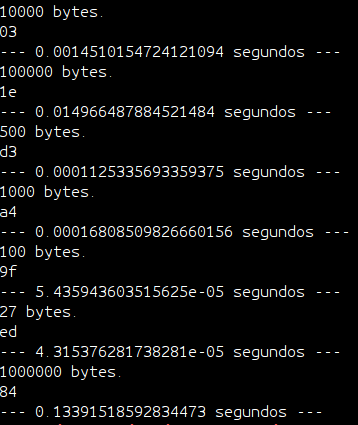 10000 bytes.
03
--- 0.0014510154724121094 segundos ---
100000 bytes.
1e
--- 0.014966487884521484 segundos ---
500 bytes.
d3
--- 0.0001125335693359375 segundos ---
1000 bytes.
a4
--- 0.00016808509826660156 segundos ---
100 bytes.
9f
--- 5.435943603515625e-05 segundos ---
27 bytes.
ed
--- 4.315376281738281e-05 segundos ---
1000000 bytes.
84
--- 0.13391518592834473 segundos ---